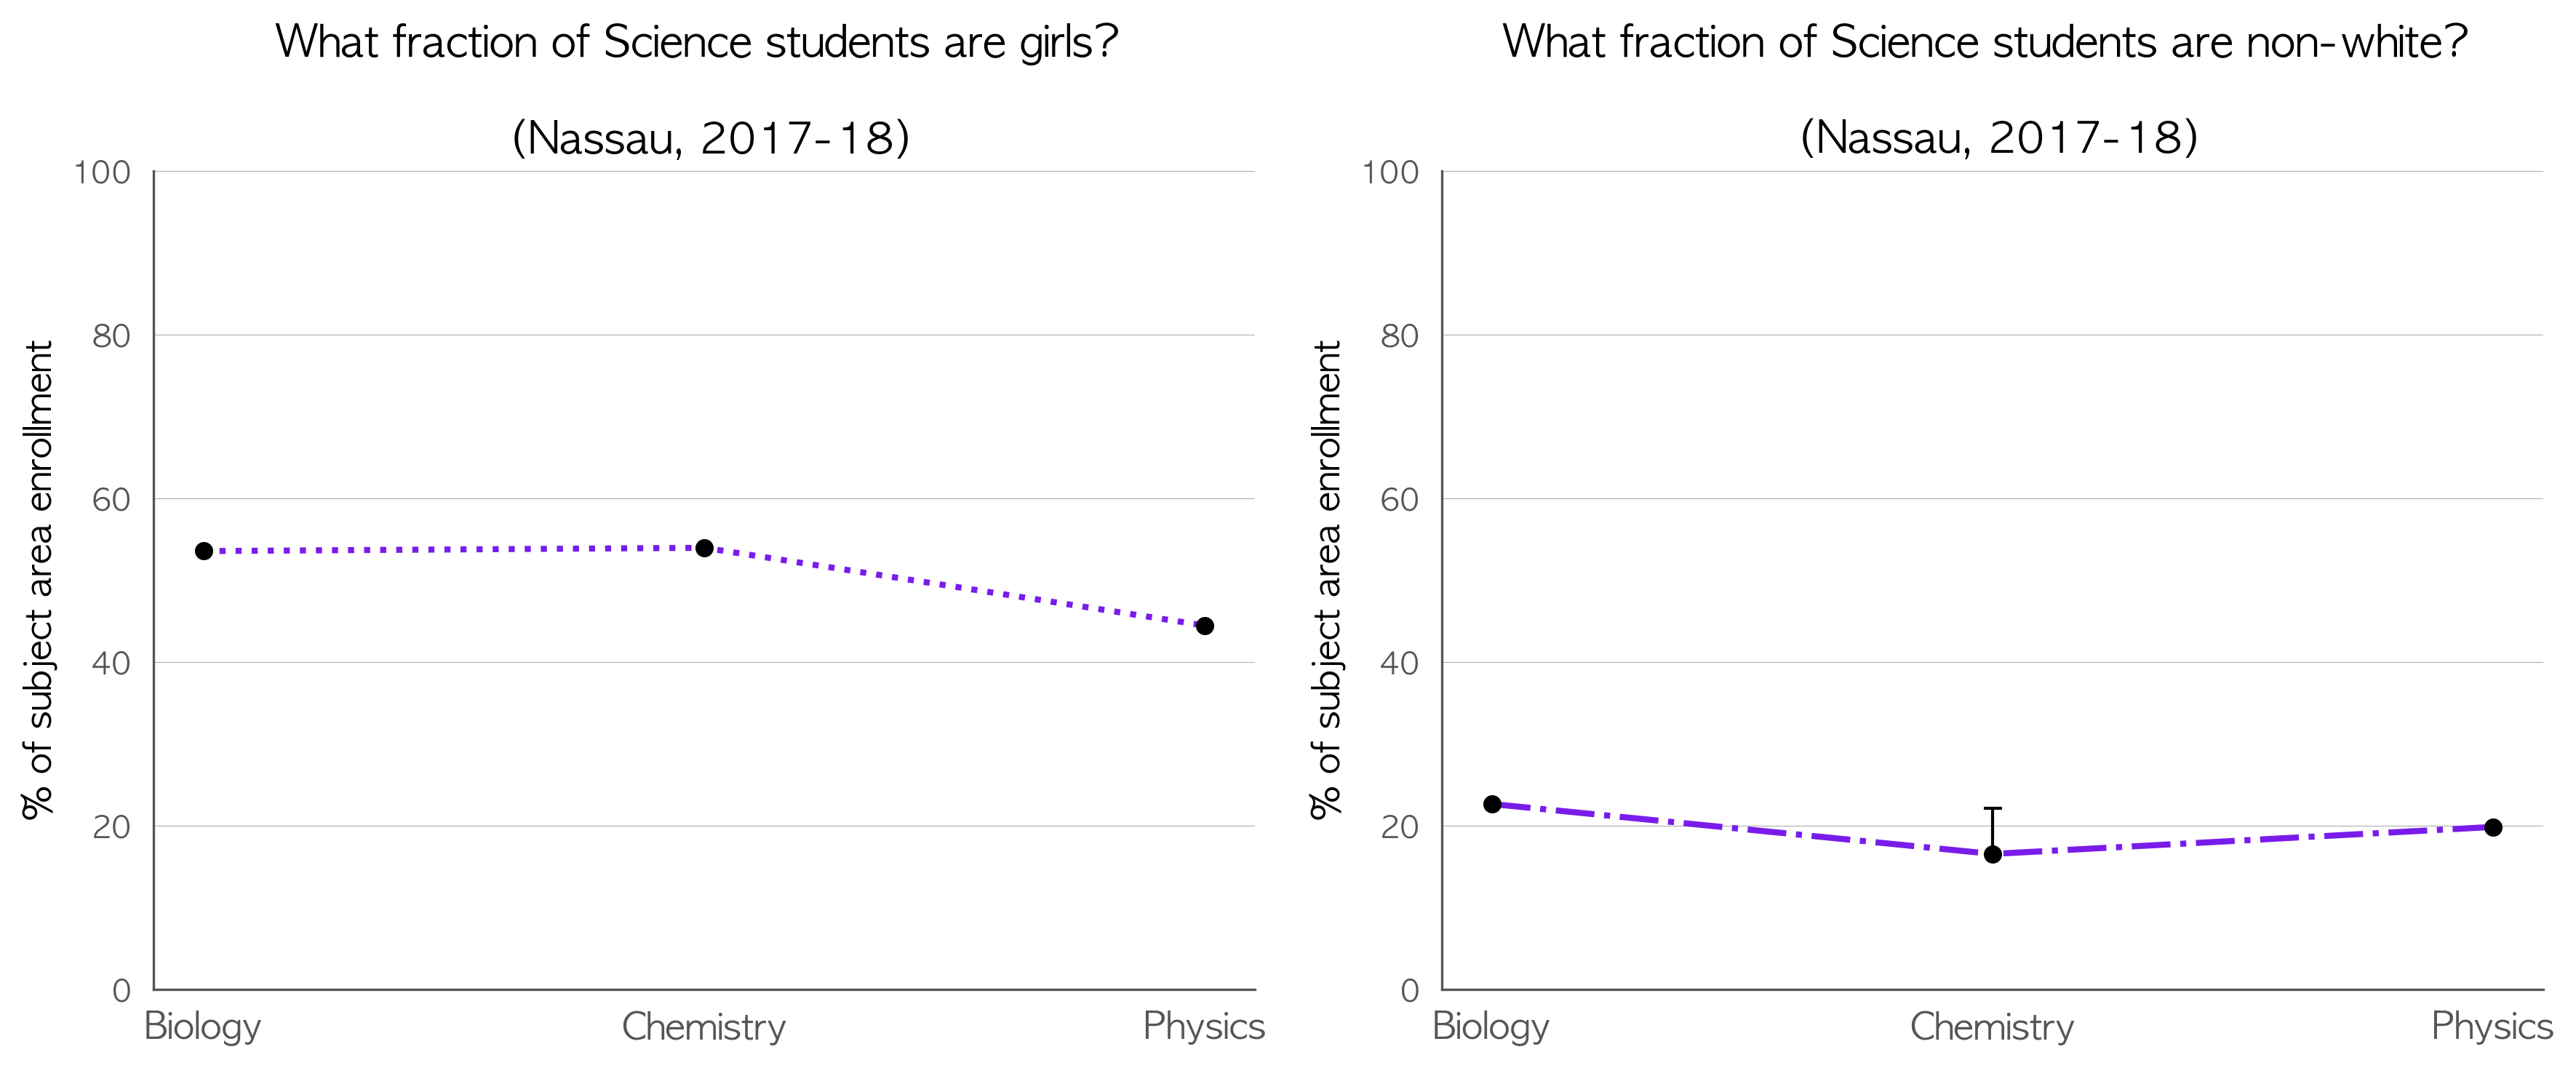 What fraction of Science students are girls?
(Nassau, 2017-18)
100
80
60
40
20
0
% of subject area enrollment
Biology Chemistry Physics
What fraction of Science students are non-white?
(Nassau, 2017-18)
100
80
60
40
20
0
% of subject area enrollment
Biology Chemistry Physics